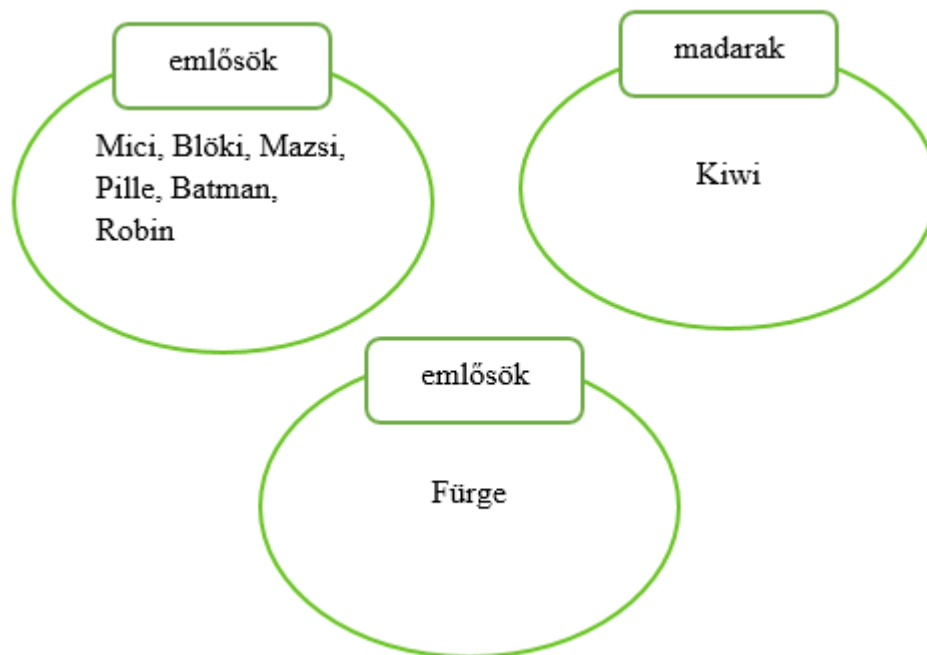 emlősök
Mici, Blöki, Mazsi,
Pille, Batman,
Robin
madarak
Kiwi
emlősök
Fürge